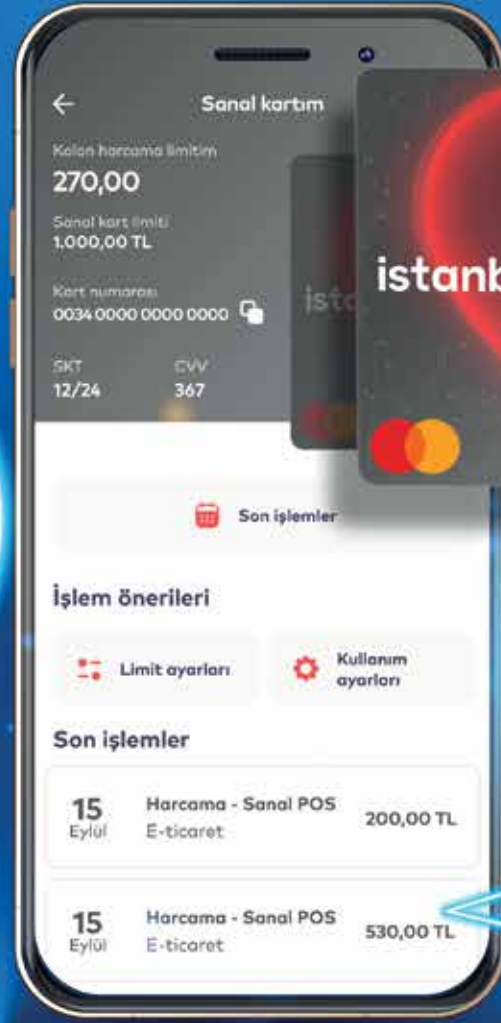 Sanal kartım
Kalan harcama limitim
270,00
Sanal kart limiti
1.000,00 TL
Kart numarası
0034 0000 0000 0000
SKT CVV
12/24 367
ista
istanb
Son işlemler
İşlem önerileri
Limit ayarları
Kullanım
ayarları
Son işlemler
15 Harcama - Sanal POS 200,00 TL
Eylül E-ticaret
15 Harcama - Sanal POS 530,00 TL
Eylül E-ticaret